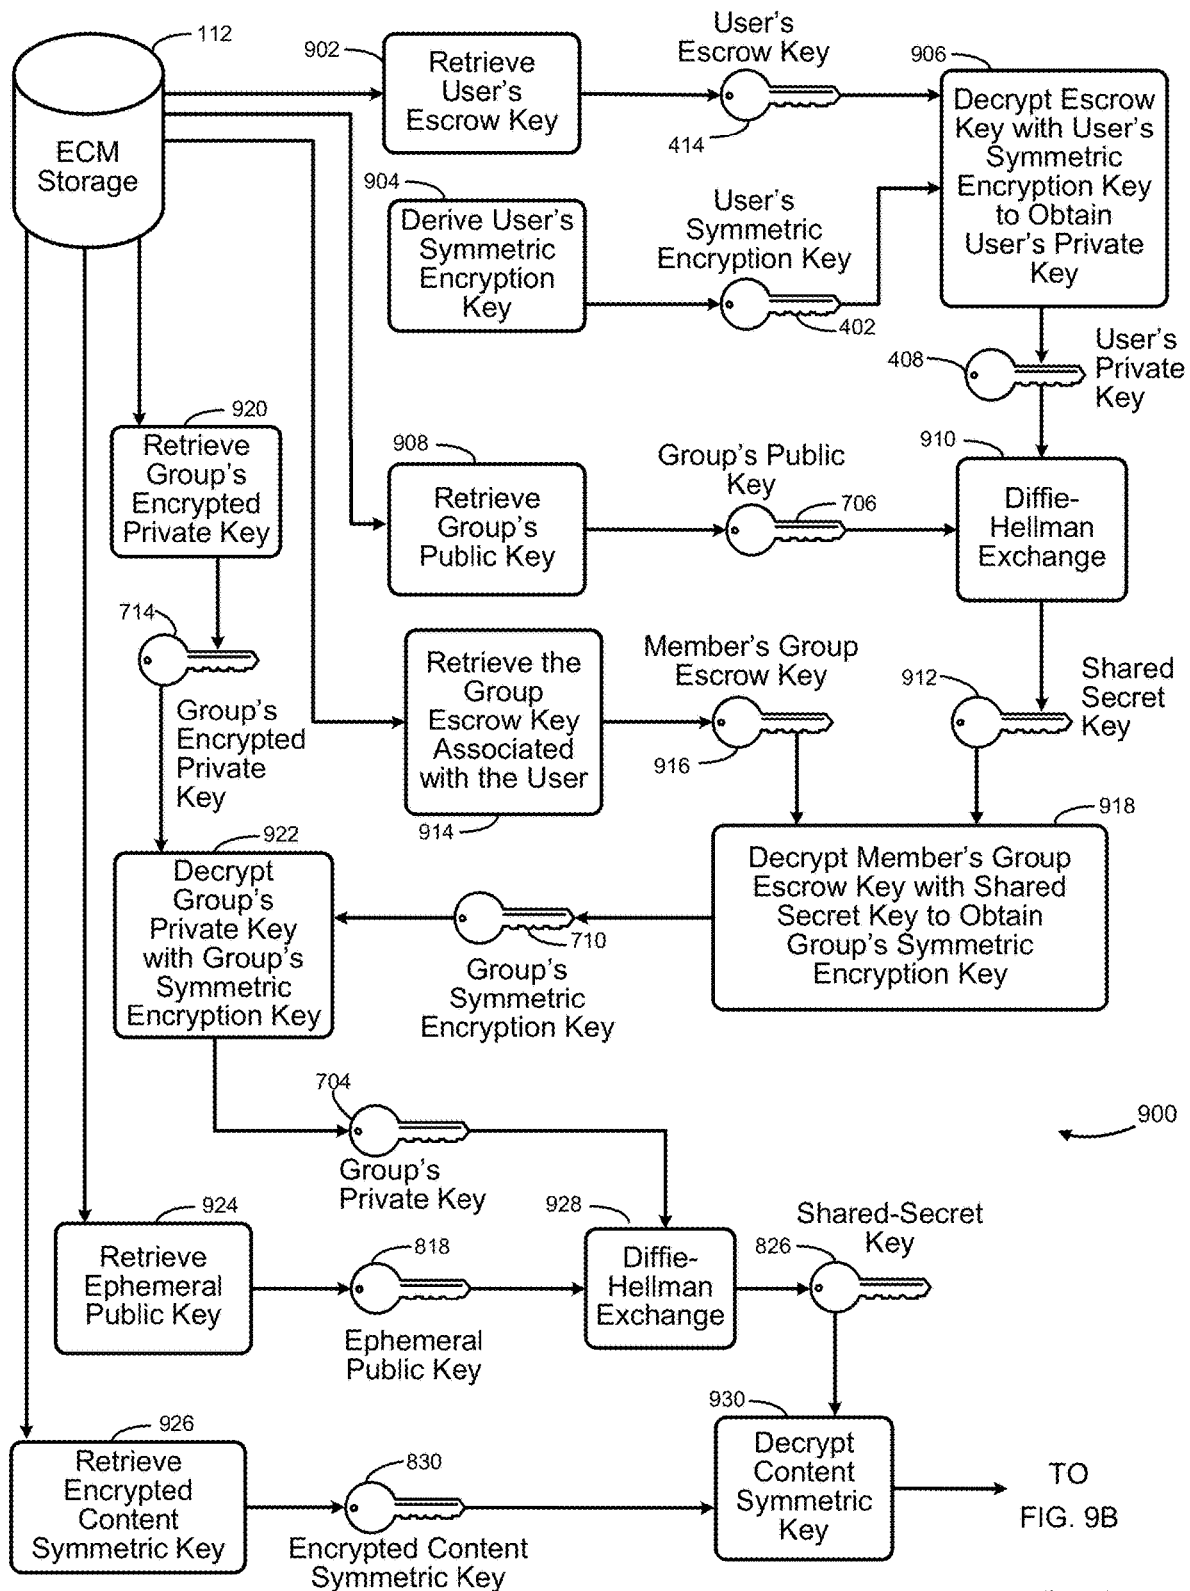 112
ECM
Storage
902
Retrieve
User's
Escrow Key
User's
Escrow Key
414
906
Decrypt Escrow
Key with User's
Symmetric
Encryption Key
to Obtain
User's Private
Key
904
Derive User's
Symmetric
Encryption
Key
User's
Symmetric
Encryption Key
402
408
User's
Private
Key
920
Retrieve
Group's
Encrypted
Private Key
908
Retrieve
Group's
Public Key
Group's Public
Key
706
910
Diffie-
Hellman
Exchange
714
Group's
Encrypted
Private
Key
Retrieve the
Group
Escrow Key
Associated
with the User
914
Member's Group
Escrow Key
916
912
Shared
Secret
Key
918
Decrypt Member's Group
Escrow Key with Shared
Secret Key to Obtain
Group's Symmetric
Encryption Key
922
Decrypt
Group's
Private Key
with Group's
Symmetric
Encryption Key
710
Group's
Symmetric
Encryption Key
704
Group's
Private Key
900
924
Retrieve
Ephemeral
Public Key
818
Ephemeral
Public Key
928
Diffie-
Hellman
Exchange
Shared-Secret
Key
826
926
Retrieve
Encrypted
Content
Symmetric Key
830
Encrypted Content
Symmetric Key
930
Decrypt
Content
Symmetric
Key
TO
FIG. 9B